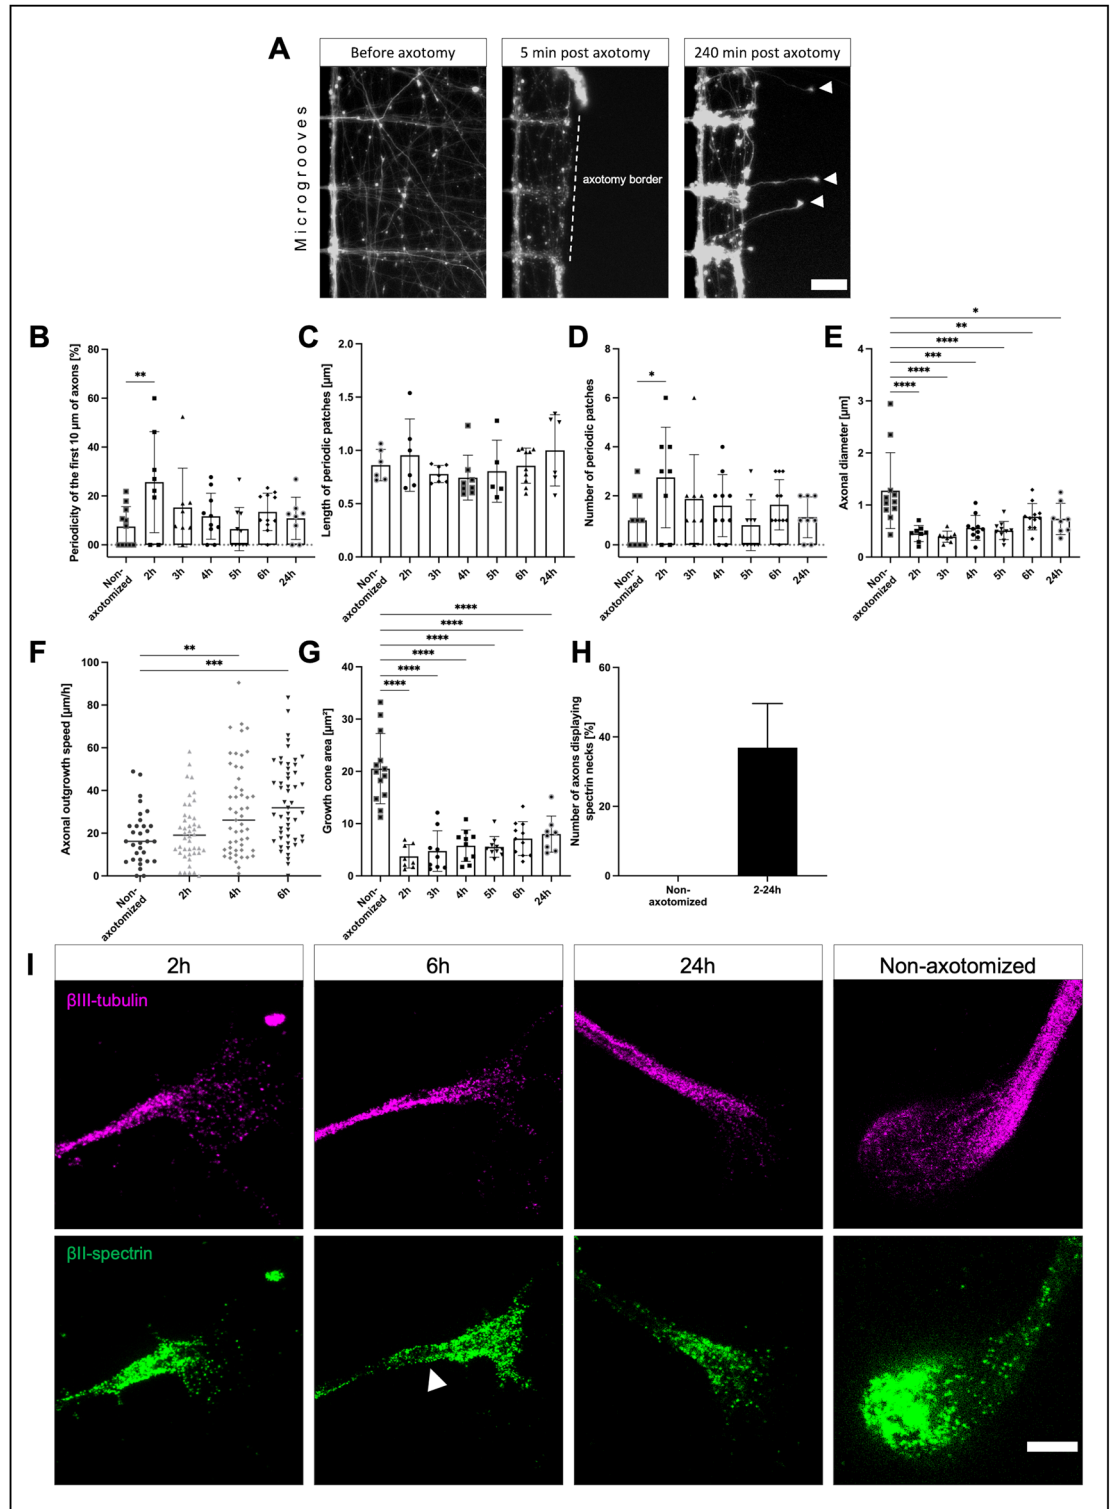 A
Before axotomy
5 min post axotomy
240 min post axotomy
Microgrooves
axotomy border
B
Periodicity of the first 10 µm of axons [%]
80
60
40
20
0
**
Non-
axotomized
2h
3h
4h
5h
6h
24h
C
Length of periodic patches [µm]
2.0
1.5
1.0
0.5
0.0
Non-
axotomized
2h
3h
4h
5h
6h
24h
D
Number of periodic patches
8
6
4
2
0
*
Non-
axotomized
2h
3h
4h
5h
6h
24h
E
Axonal diameter [µm]
4
3
2
1
0
*
**
****
***
****
****
Non-
axotomized
2h
3h
4h
5h
6h
24h
F
Axonal outgrowth speed [µm/h]
100
80
60
40
20
0
**
***
Non-
axotomized
2h
4h
6h
G
Growth cone area [µm²]
40
30
20
10
0
****
****
****
****
****
****
Non-
axotomized
2h
3h
4h
5h
6h
24h
H
Number of axons displaying
spectrin necks [%]
60
40
20
0
Non-
axotomized
2-24h
I
2h
6h
24h
Non-axotomized
βIII-tubulin
βII-spectrin